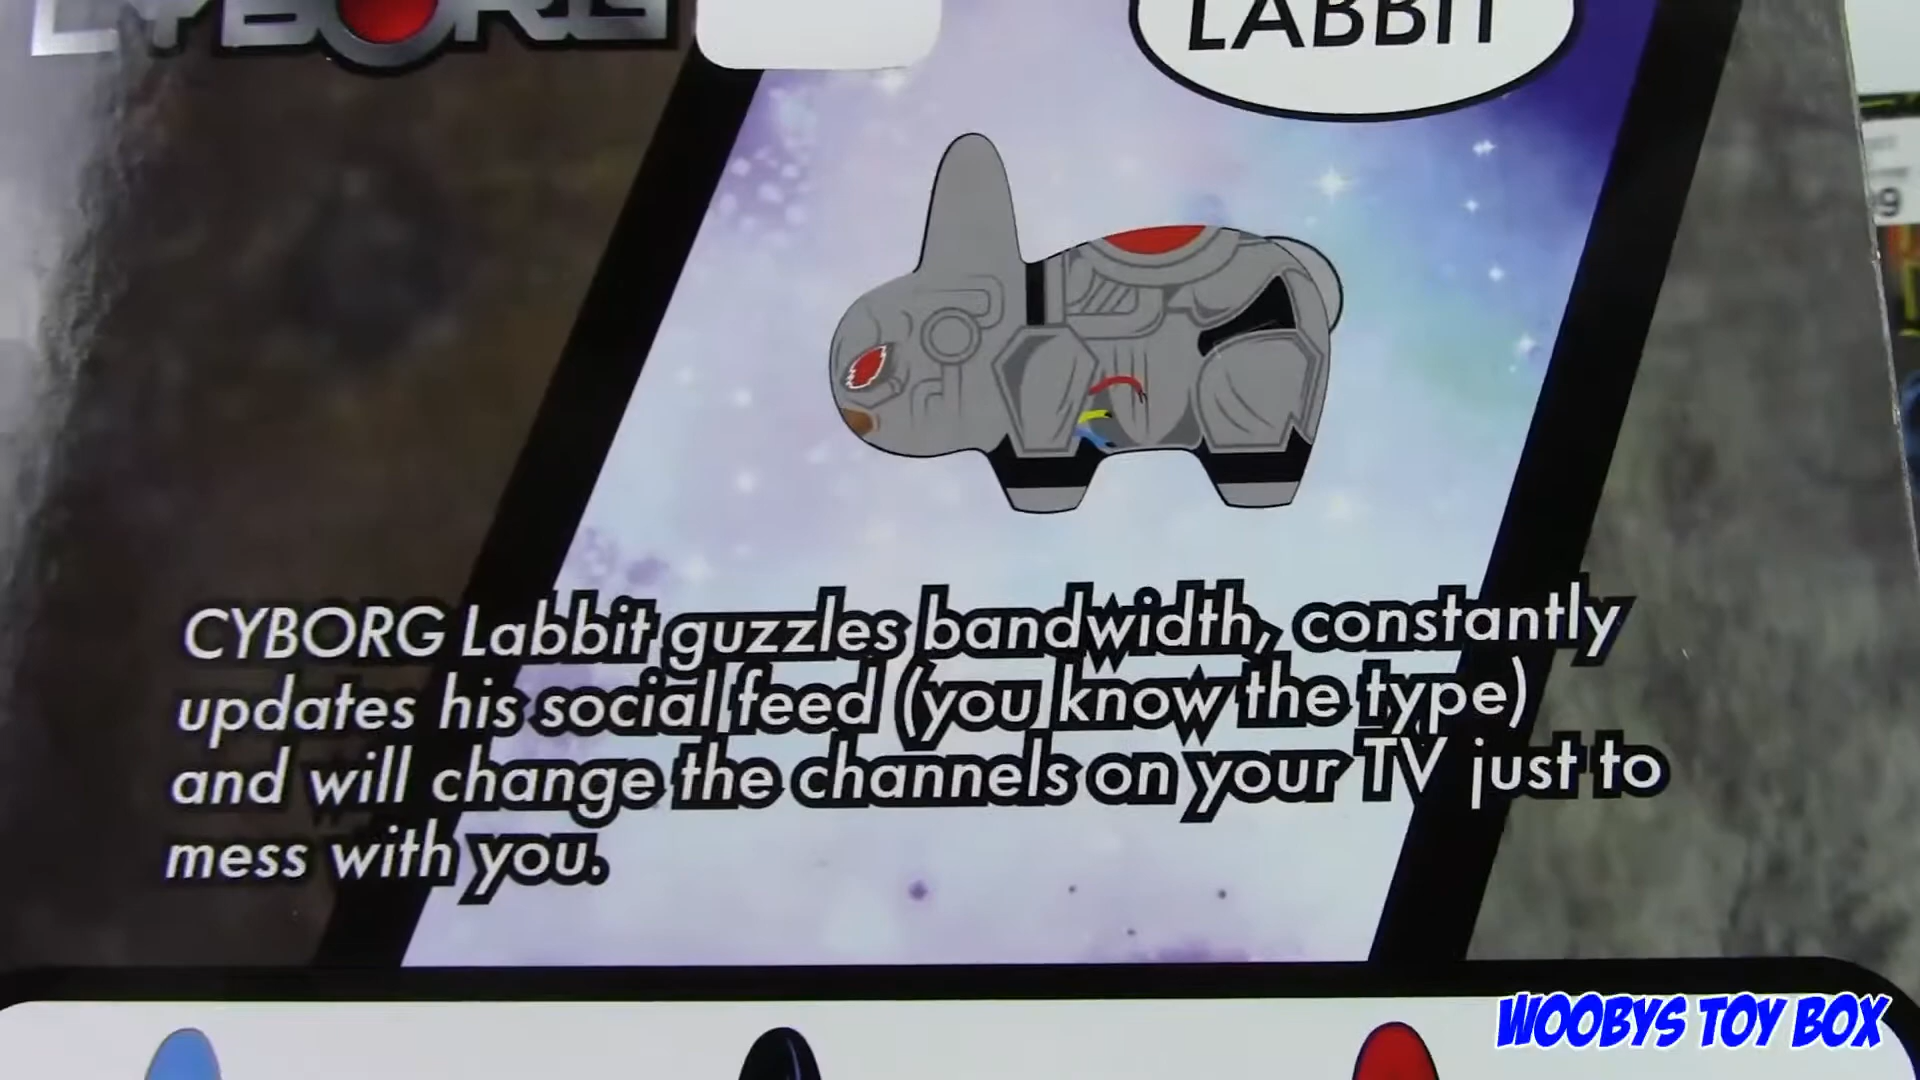 CYBORG
LABBIT
CYBORG Labbit guzzles bandwidth, constantly
updates his social feed (you know the type)
and will change the channels on your TV just to
mess with you.
WOOBYS TOY BOX